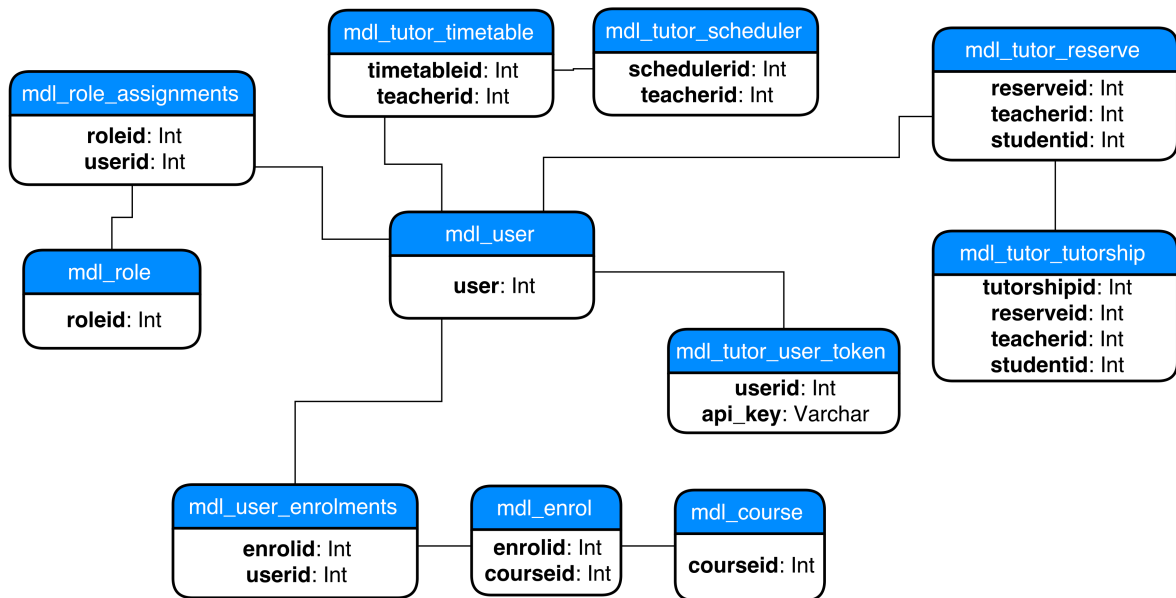 mdl_tutor_timetable
timetableid: Int
teacherid: Int
mdl_tutor_scheduler
schedulerid: Int
teacherid: Int
mdl_tutor_reserve
reserveid: Int
teacherid: Int
studentid: Int
mdl_role_assignments
roleid: Int
userid: Int
mdl_user
user: Int
mdl_role
roleid: Int
mdl_tutor_tutorship
tutorshipid: Int
reserveid: Int
teacherid: Int
studentid: Int
mdl_tutor_user_token
userid: Int
api_key: Varchar
mdl_user_enrolments
enrolid: Int
userid: Int
mdl_enrol
enrolid: Int
courseid: Int
mdl_course
courseid: Int